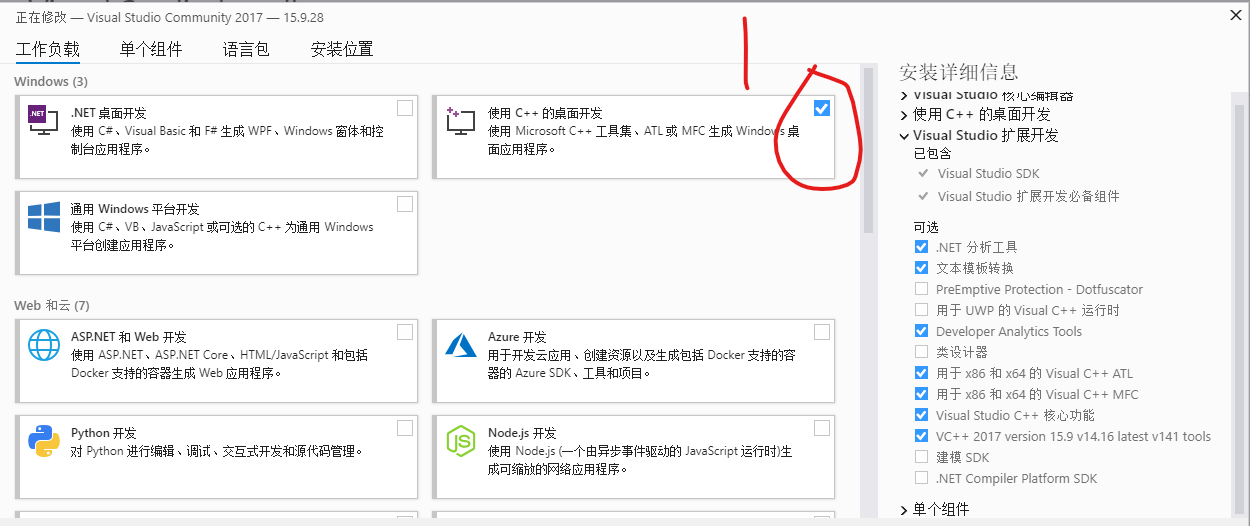 正在修改 — Visual Studio Community 2017 — 15.9.28
工作负载 单个组件 语言包 安装位置
Windows (3)
.NET
.NET 桌面开发
使用 C#、Visual Basic 和 F# 生成 WPF、Windows 窗体和控
制台应用程序。
使用 C++ 的桌面开发
使用 Microsoft C++ 工具集、ATL 或 MFC 生成 Windows 桌
面应用程序。
通用 Windows 平台开发
使用 C#、VB、JavaScript 或可选的 C++ 为通用 Windows
平台创建应用程序。
Web 和云 (7)
ASP.NET 和 Web 开发
使用 ASP.NET、ASP.NET Core、HTML/JavaScript 和包括
Docker 支持的容器生成 Web 应用程序。
Azure 开发
用于开发云应用、创建资源以及生成包括 Docker 支持的容
器的 Azure SDK、工具和项目。
Python 开发
对 Python 进行编辑、调试、交互式开发和源代码管理。
Node.js 开发
使用 Node.js (一个由异步事件驱动的 JavaScript 运行时)生
成可缩放的网络应用程序。
安装详细信息
Visual Studio 核心编辑器
使用 C++ 的桌面开发
Visual Studio 扩展开发
已包含
Visual Studio SDK
Visual Studio 扩展开发必备组件
可选
.NET 分析工具
文本模板转换
PreEmptive Protection - Dotfuscator
用于 UWP 的 Visual C++ 运行时
Developer Analytics Tools
类设计器
用于 x86 和 x64 的 Visual C++ ATL
用于 x86 和 x64 的 Visual C++ MFC
Visual Studio C++ 核心功能
VC++ 2017 version 15.9 v14.16 latest v141 tools
建模 SDK
.NET Compiler Platform SDK
单个组件